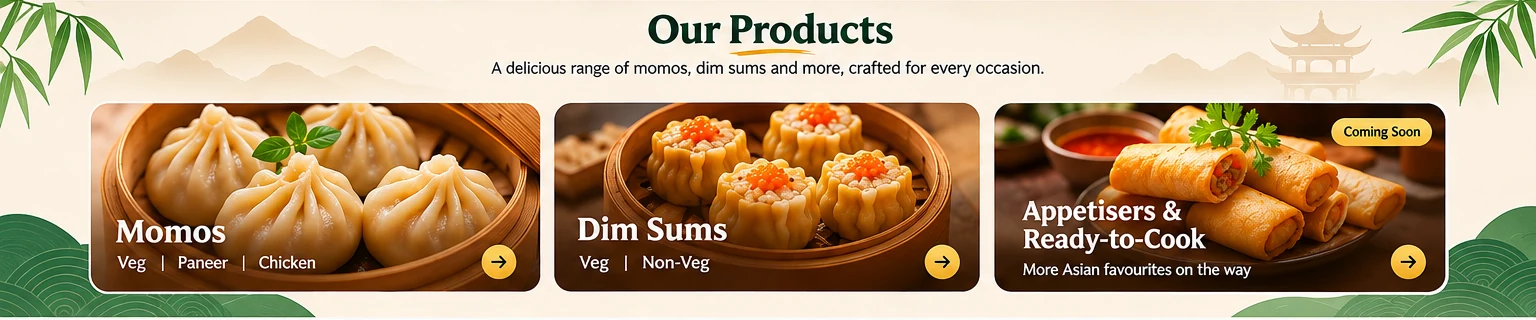 Our Products
A delicious range of momos, dim sums and more, crafted for every occasion.
Momos
Veg | Paneer | Chicken
Dim Sums
Veg | Non-Veg
Coming Soon
Appetisers &
Ready-to-Cook
More Asian favourites on the way